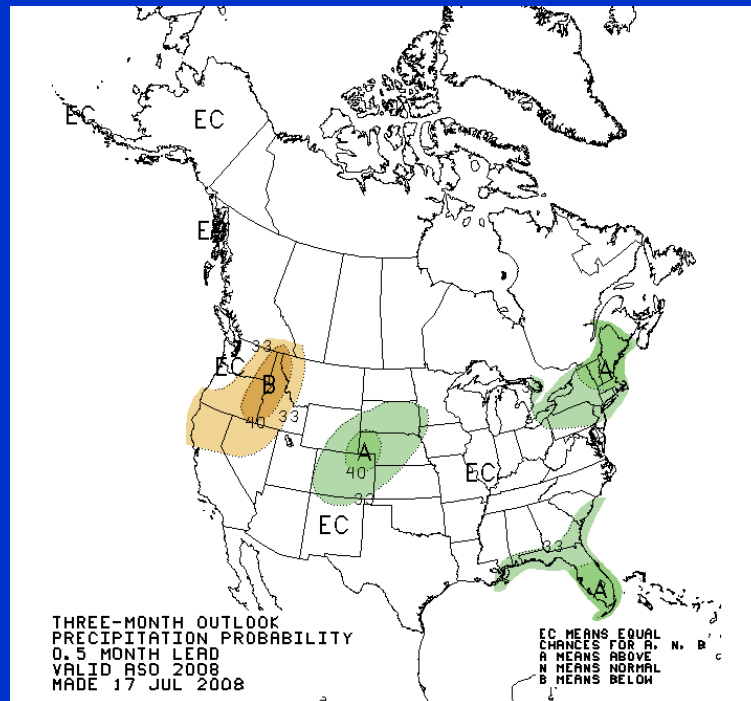 EC
EC
EC
33
EC
B
A
33
40
A
40
EC
33
EC
33
A
THREE-MONTH OUTLOOK
PRECIPITATION PROBABILITY
0.5 MONTH LEAD
VALID ASO 2008
MADE 17 JUL 2008
EC MEANS EQUAL
CHANCES FOR A, N, B
A MEANS ABOVE
N MEANS NORMAL
B MEANS BELOW